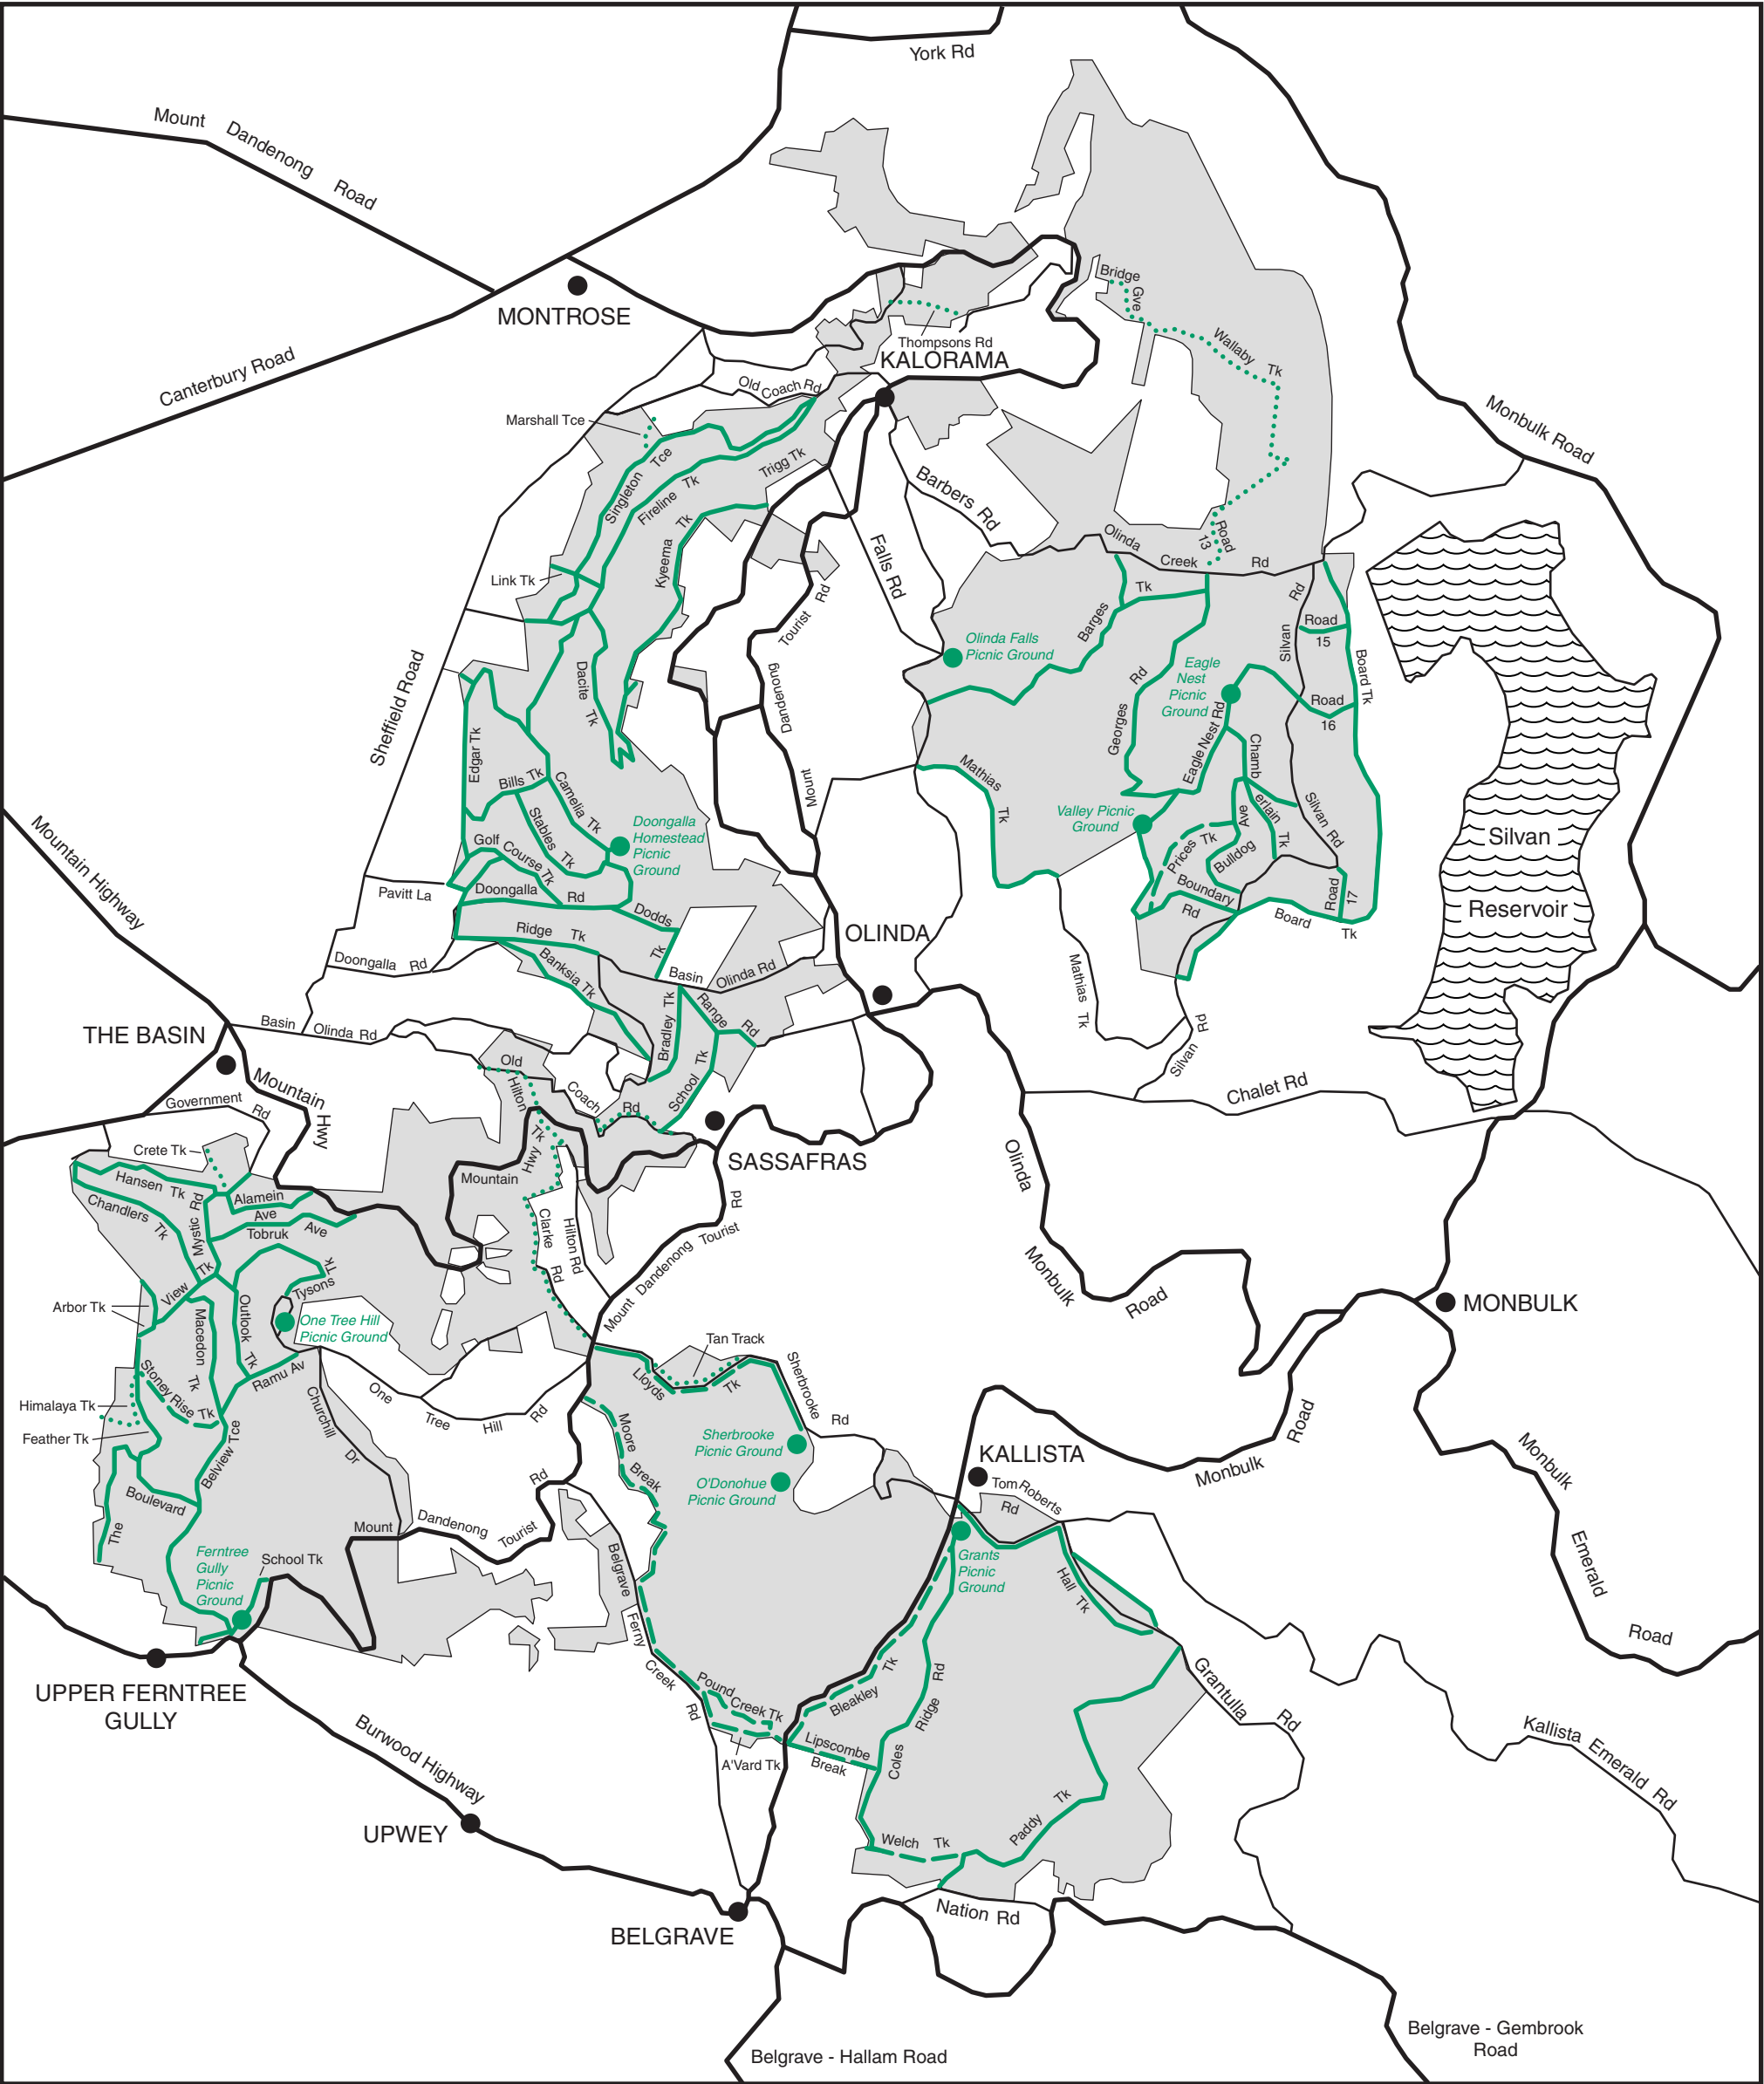 York Rd
Mount Dandenong Road
MONTROSE
Canterbury Road
Bridge Gve
Wallaby Tk
Thompsons Rd
KALORAMA
Old Coach Rd
Marshall Tce
Monbulk Road
Singleton Tce
Fireline Tk
Trigg Tk
Barbers Rd
Falls Rd
Olinda Creek Rd
Road 13
Kyeema Tk
Link Tk
Mount Dandenong Tourist Rd
Barges Tk
Olinda Falls
Picnic Ground
Silvan Rd
Road
15
Board Tk
Eagle
Nest
Picnic
Ground
Road
16
Georges Rd
Eagle Nest Rd
Dacite Tk
Sheffield Road
Edgar Tk
Bills Tk
Camelia Tk
Stables Tk
Mathias Tk
Chamberlain Tk
Ave
Silvan Rd
Valley Picnic
Ground
Prices Tk
Bulldog
Boundary Rd
Road 17
Board Tk
Silvan
Reservoir
Doongalla
Homestead
Picnic
Ground
Golf Course Tk
Mountain Highway
Pavitt La
Doongalla Rd
Dodds Tk
Ridge Tk
Banksia Tk
Doongalla Rd
Basin Olinda Rd
OLINDA
Mathias Tk
Silvan Rd
THE BASIN
Basin Olinda Rd
Bradley Tk
Range Rd
School Tk
Mountain Hwy
Government Rd
Old Coach Rd
Hilton Tk
Chalet Rd
SASSAFRAS
Crete Tk
Hansen Tk
Mountain Hwy
Chandlers Tk
Mystic Rd
Alamein
Ave
Tobruk Ave
Clarke Rd
Hilton Rd
Mount Dandenong Tourist Rd
Olinda Monbulk Road
MONBULK
View Tk
Arbor Tk
Tysons Tk
Outlook Tk
Macedon Tk
One Tree Hill
Picnic Ground
Ramu Av
Stoney Rise Tk
Himalaya Tk
Feather Tk
Churchill Dr
One Tree Hill Rd
Tan Track
Lloyds Tk
Sherbrooke Rd
Moore Break
Sherbrooke
Picnic Ground
O'Donohue
Picnic Ground
KALLISTA
Monbulk Road
Monbulk Emerald Road
Tom Roberts
Rd
Belview Tce
The Boulevard
Mount Dandenong Tourist Rd
Ferntree
Gully
Picnic
Ground
School Tk
Belgrave Ferny Creek Rd
Grants
Picnic
Ground
Hall Tk
UPPER FERNTREE
GULLY
Pound
Creek Tk
Bleakley Tk
Coles Ridge Rd
Grantulla Rd
Kallista Emerald Rd
Burwood Highway
A'Vard Tk
Lipscombe
Break
UPWEY
Welch Tk
Paddy Tk
BELGRAVE
Nation Rd
Belgrave - Hallam Road
Belgrave - Gembrook
Road